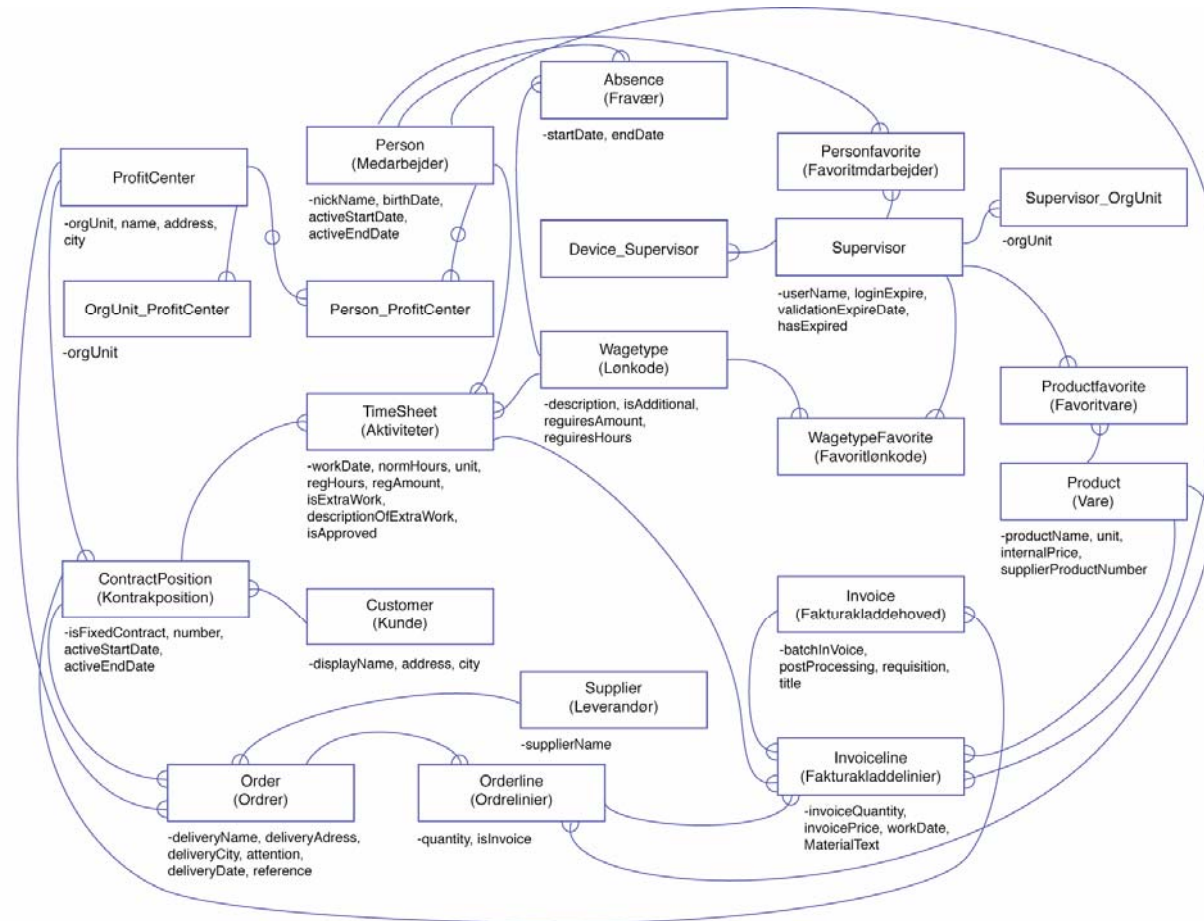 Absence
(Fravær)
-startDate, endDate
Person
(Medarbejder)
-nickName, birthDate,
activeStartDate,
activeEndDate
Personfavorite
(Favoritmdarbejder)
ProfitCenter
-orgUnit, name, address,
city
Supervisor_OrgUnit
-orgUnit
Device_Supervisor
Supervisor
-userName, loginExpire,
validationExpireDate,
hasExpired
OrgUnit_ProfitCenter
-orgUnit
Person_ProfitCenter
Wagetype
(Lønkode)
-description, isAdditional,
reguiresAmount,
reguiresHours
Productfavorite
(Favoritvare)
TimeSheet
(Aktiviteter)
-workDate, normHours, unit,
regHours, regAmount,
isExtraWork,
descriptionOfExtraWork,
isApproved
WagetypeFavorite
(Favoritlønkode)
Product
(Vare)
-productName, unit,
internalPrice,
supplierProductNumber
ContractPosition
(Kontrakposition)
-isFixedContract, number,
activeStartDate,
activeEndDate
Customer
(Kunde)
-displayName, address, city
Invoice
(Fakturakladdehoved)
-batchInVoice,
postProcessing, requisition,
title
Supplier
(Leverandør)
-supplierName
Order
(Ordrer)
-deliveryName, deliveryAdress,
deliveryCity, attention,
deliveryDate, reference
Orderline
(Ordrelinier)
-quantity, isInvoice
Invoiceline
(Fakturakladdelinier)
-invoiceQuantity,
invoicePrice, workDate,
MaterialText